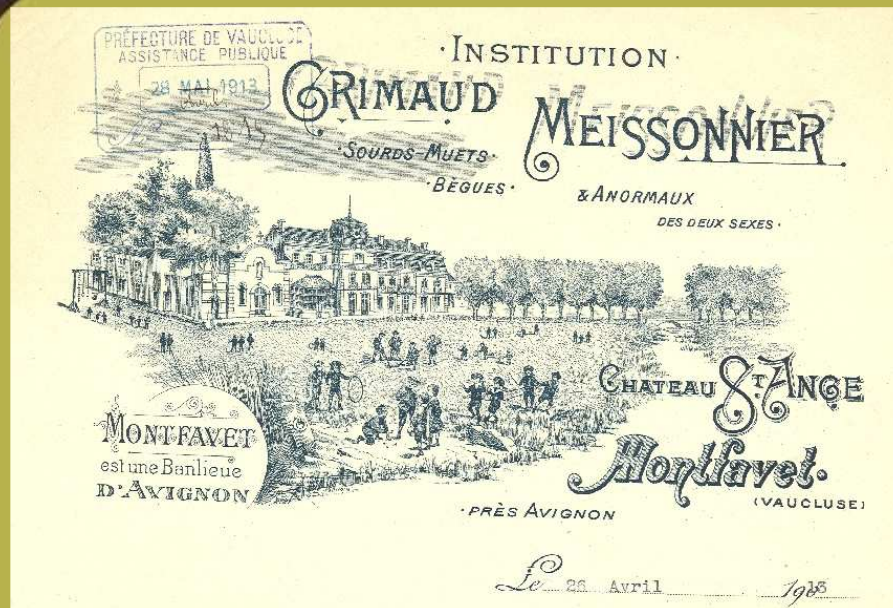 PRÉFECTURE DE VAUCLUSE
ASSISTANCE PUBLIQUE
28 MAI 1913
Avril
·INSTITUTION·
GRIMAUD
MEISSONNIER
·SOURDS-MUETS·
·BÈGUES·
& ANORMAUX
DES DEUX SEXES·
CHATEAU ST ANGE
Montfavet·
(VAUCLUSE)
·PRÈS AVIGNON
MONTFAVET
est une Banlieue
D'AVIGNON
Le 26 Avril 1913